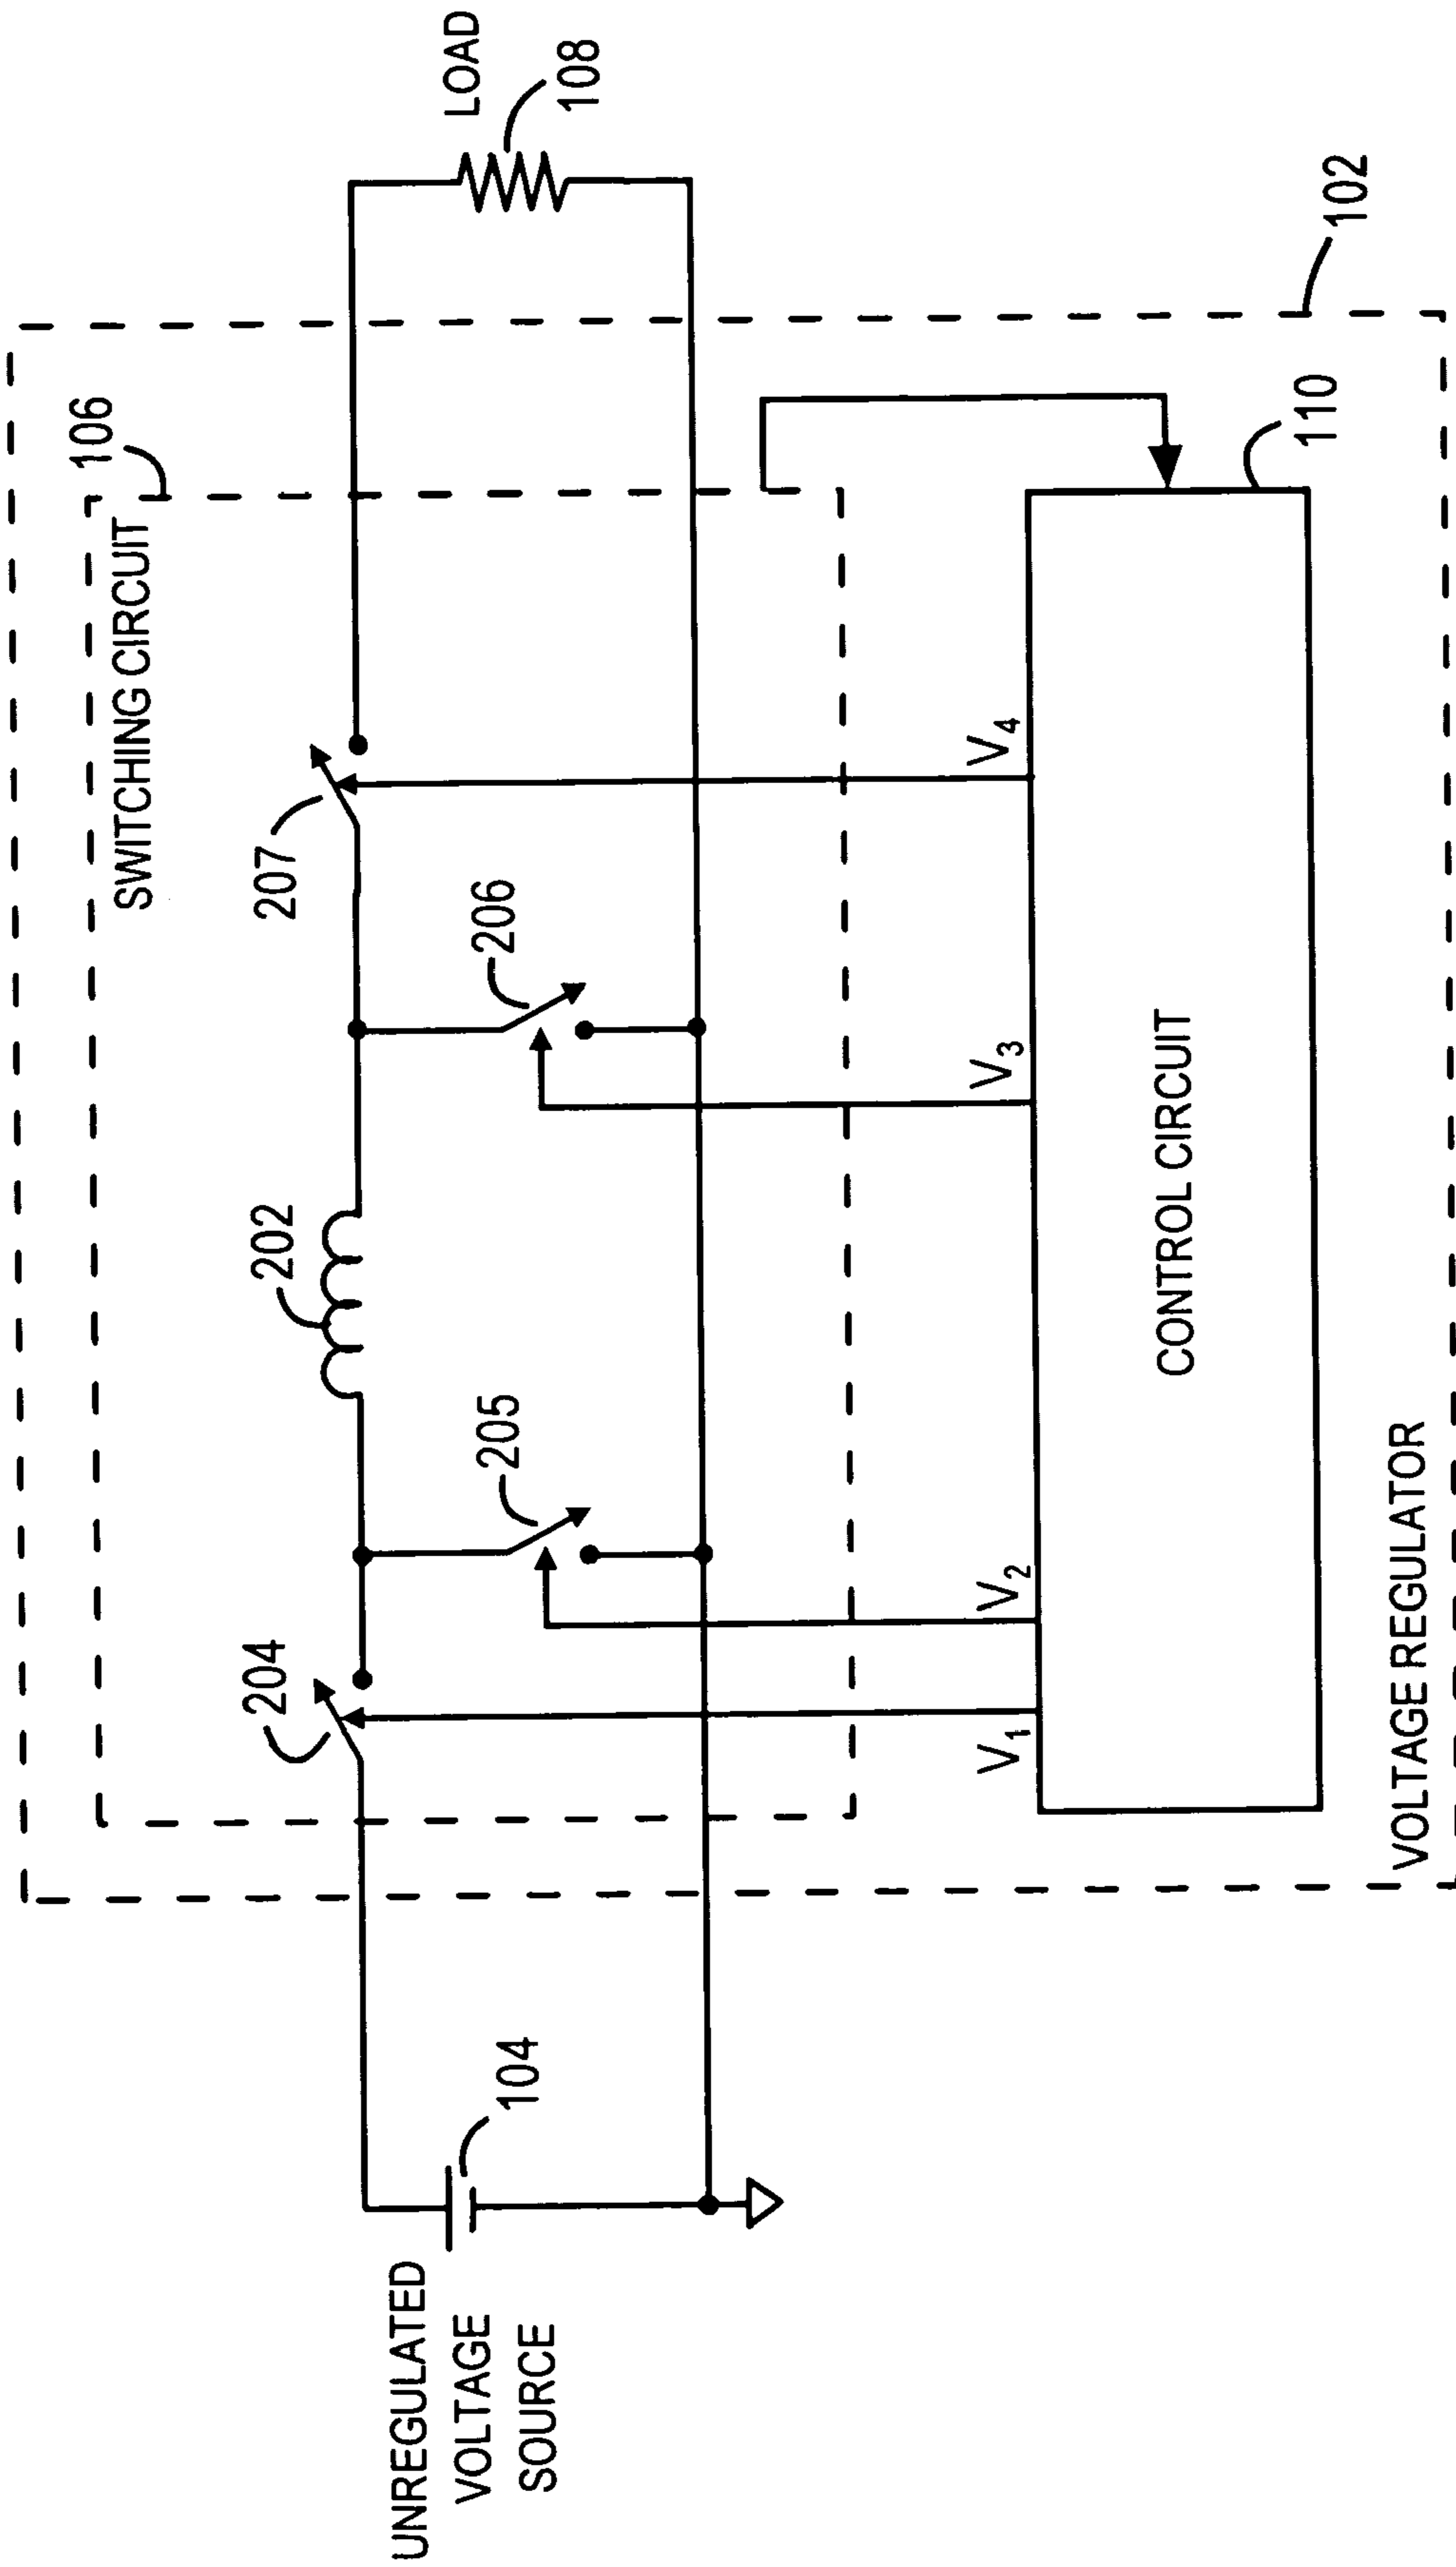 SWITCHING CIRCUIT
106
204
202
207
LOAD
108
205
206
UNREGULATED
VOLTAGE
SOURCE
104
V1
V2
V3
V4
CONTROL CIRCUIT
110
VOLTAGE REGULATOR
102